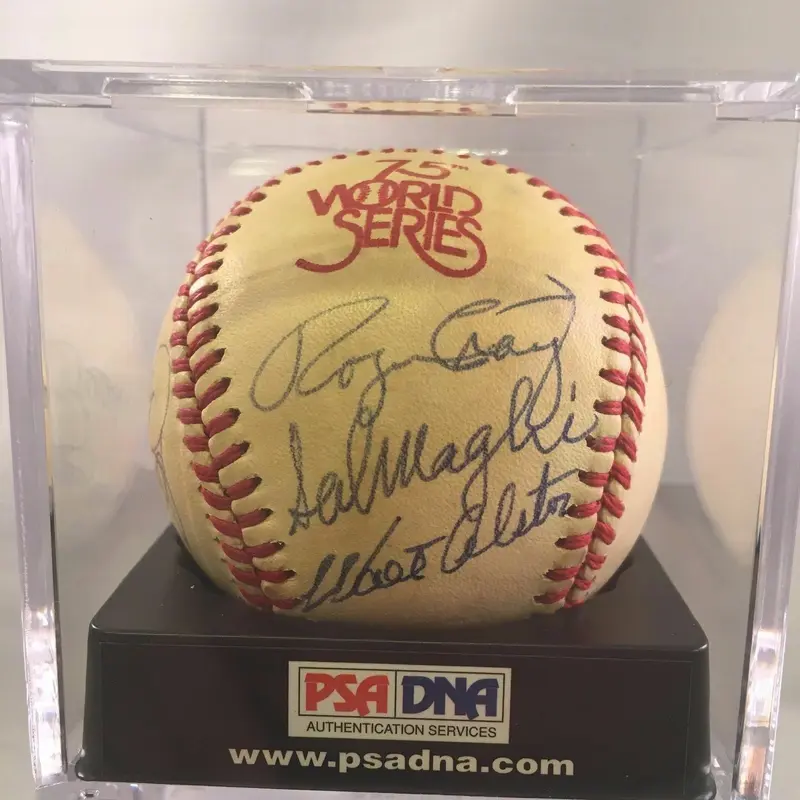 75th
WORLD
SERIES
Roger Craig
Sal Maglie
Walt Alston
PSA DNA
AUTHENTICATION SERVICES
www.psadna.com